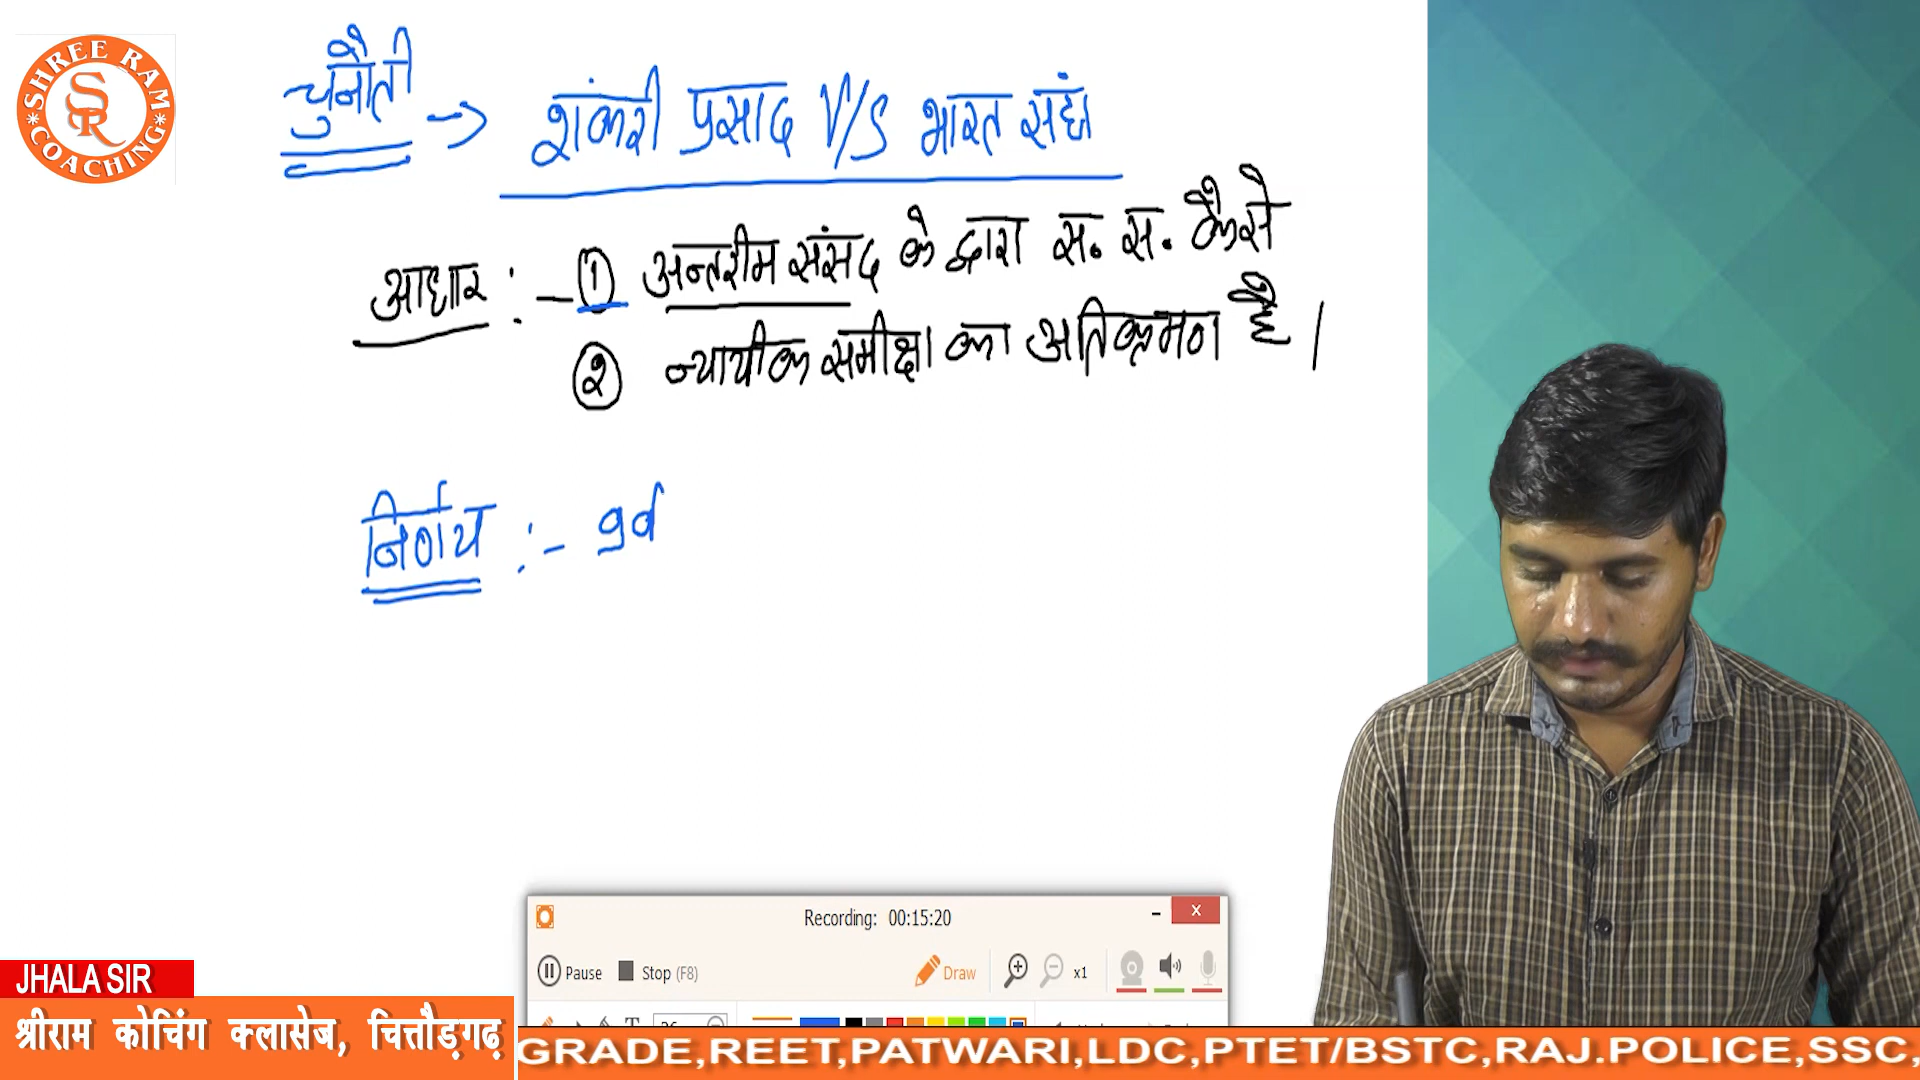 SHREE RAM
SR
COACHING
चुनौती → शंकरी प्रसाद V/S भारत संघ
आधार :- ① अन्तरीम संसद के द्वारा स. स. कैसे
② न्यायीक समीक्षा का अतिक्रमण है।
निर्णय :-
Recording: 00:15:20
Pause Stop (F8) Draw x1
JHALA SIR
श्रीराम कोचिंग क्लासेज, चित्तौड़गढ़
GRADE,REET,PATWARI,LDC,PTET/BSTC,RAJ.POLICE,SSC,